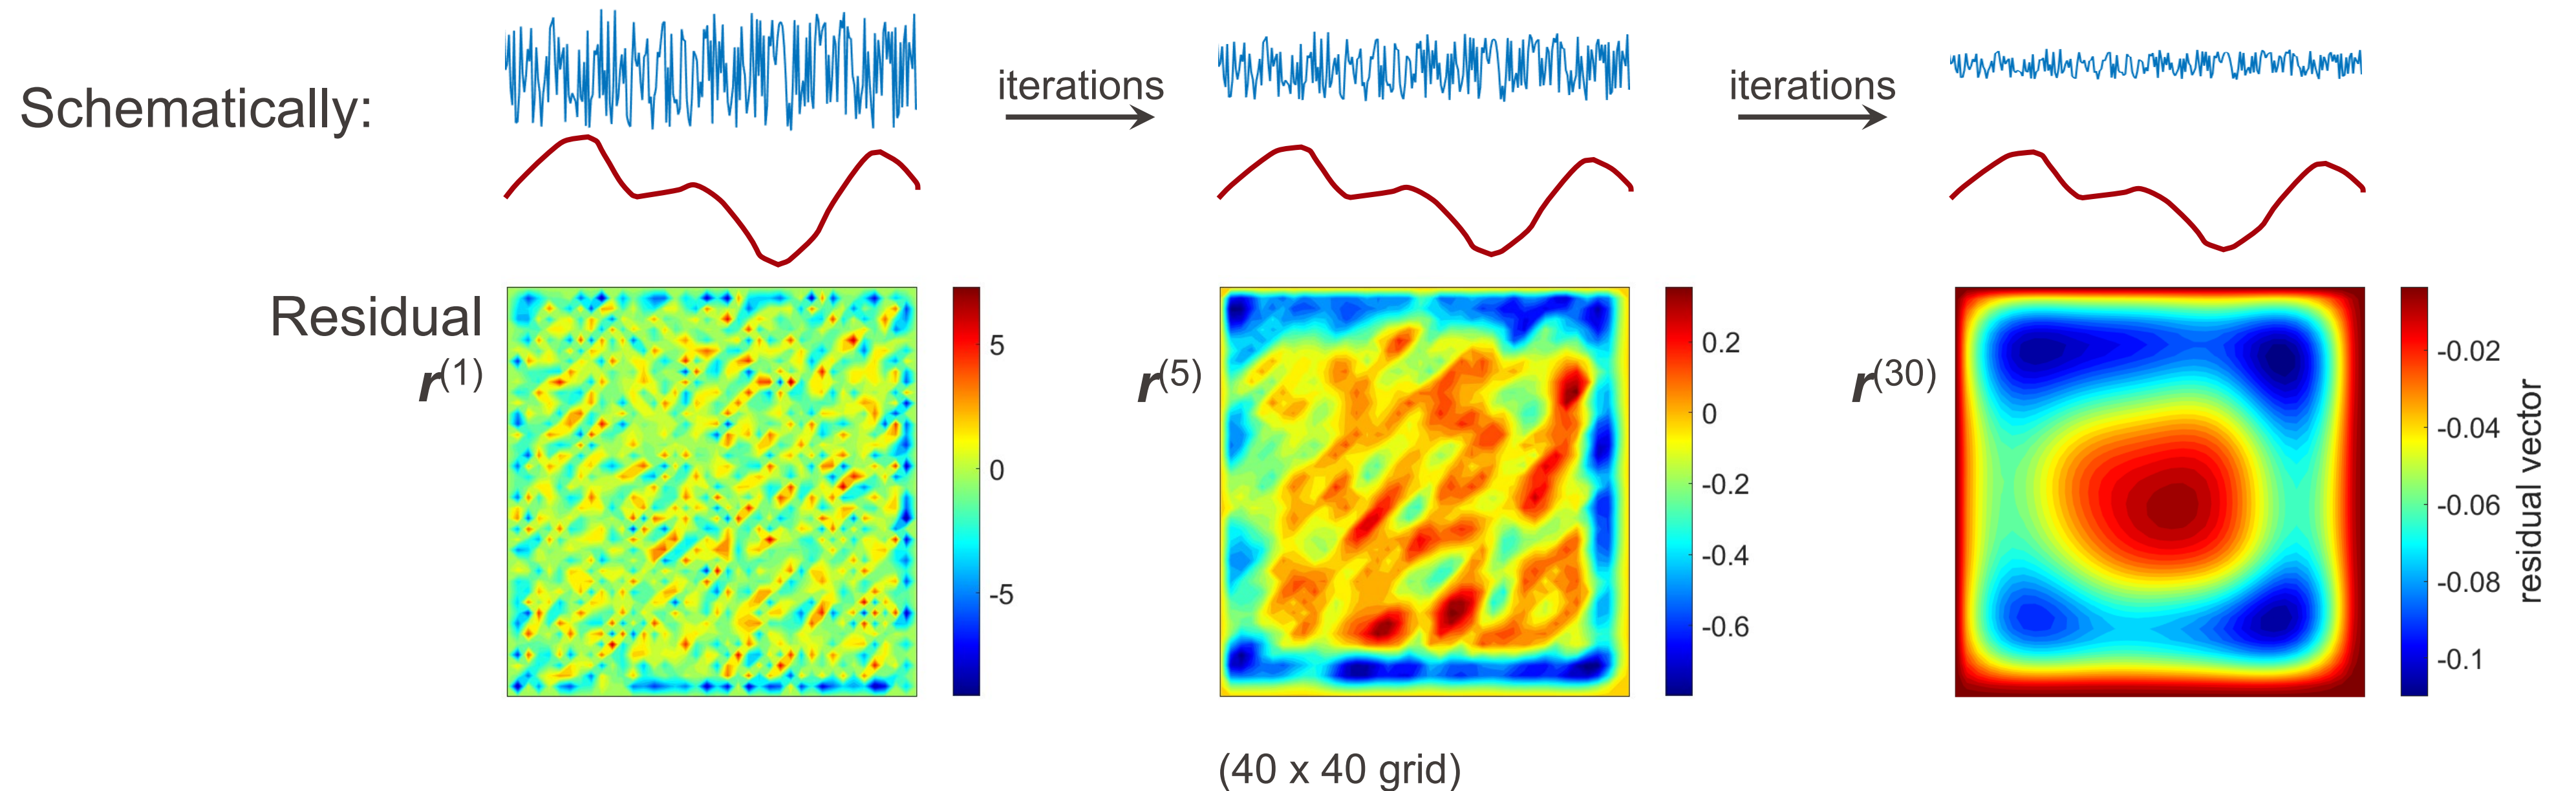 Schematically:
iterations
iterations
Residual
r(1)
5
0
-5
r(5)
0.2
0
-0.2
-0.4
-0.6
r(30)
-0.02
-0.04
-0.06
-0.08
-0.1
residual vector
(40 x 40 grid)